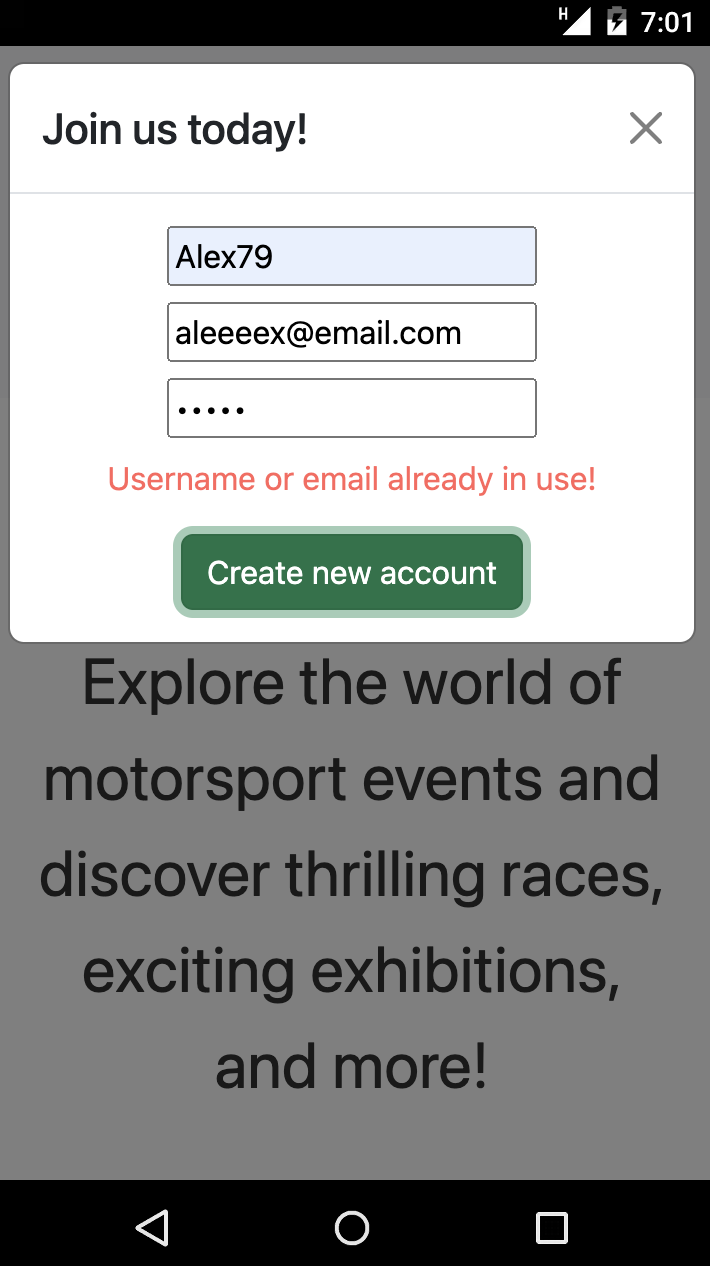 H 7:01
Join us today!
Alex79
aleeeex@email.com
•••••
Username or email already in use!
Create new account
Explore the world of
motorsport events and
discover thrilling races,
exciting exhibitions,
and more!